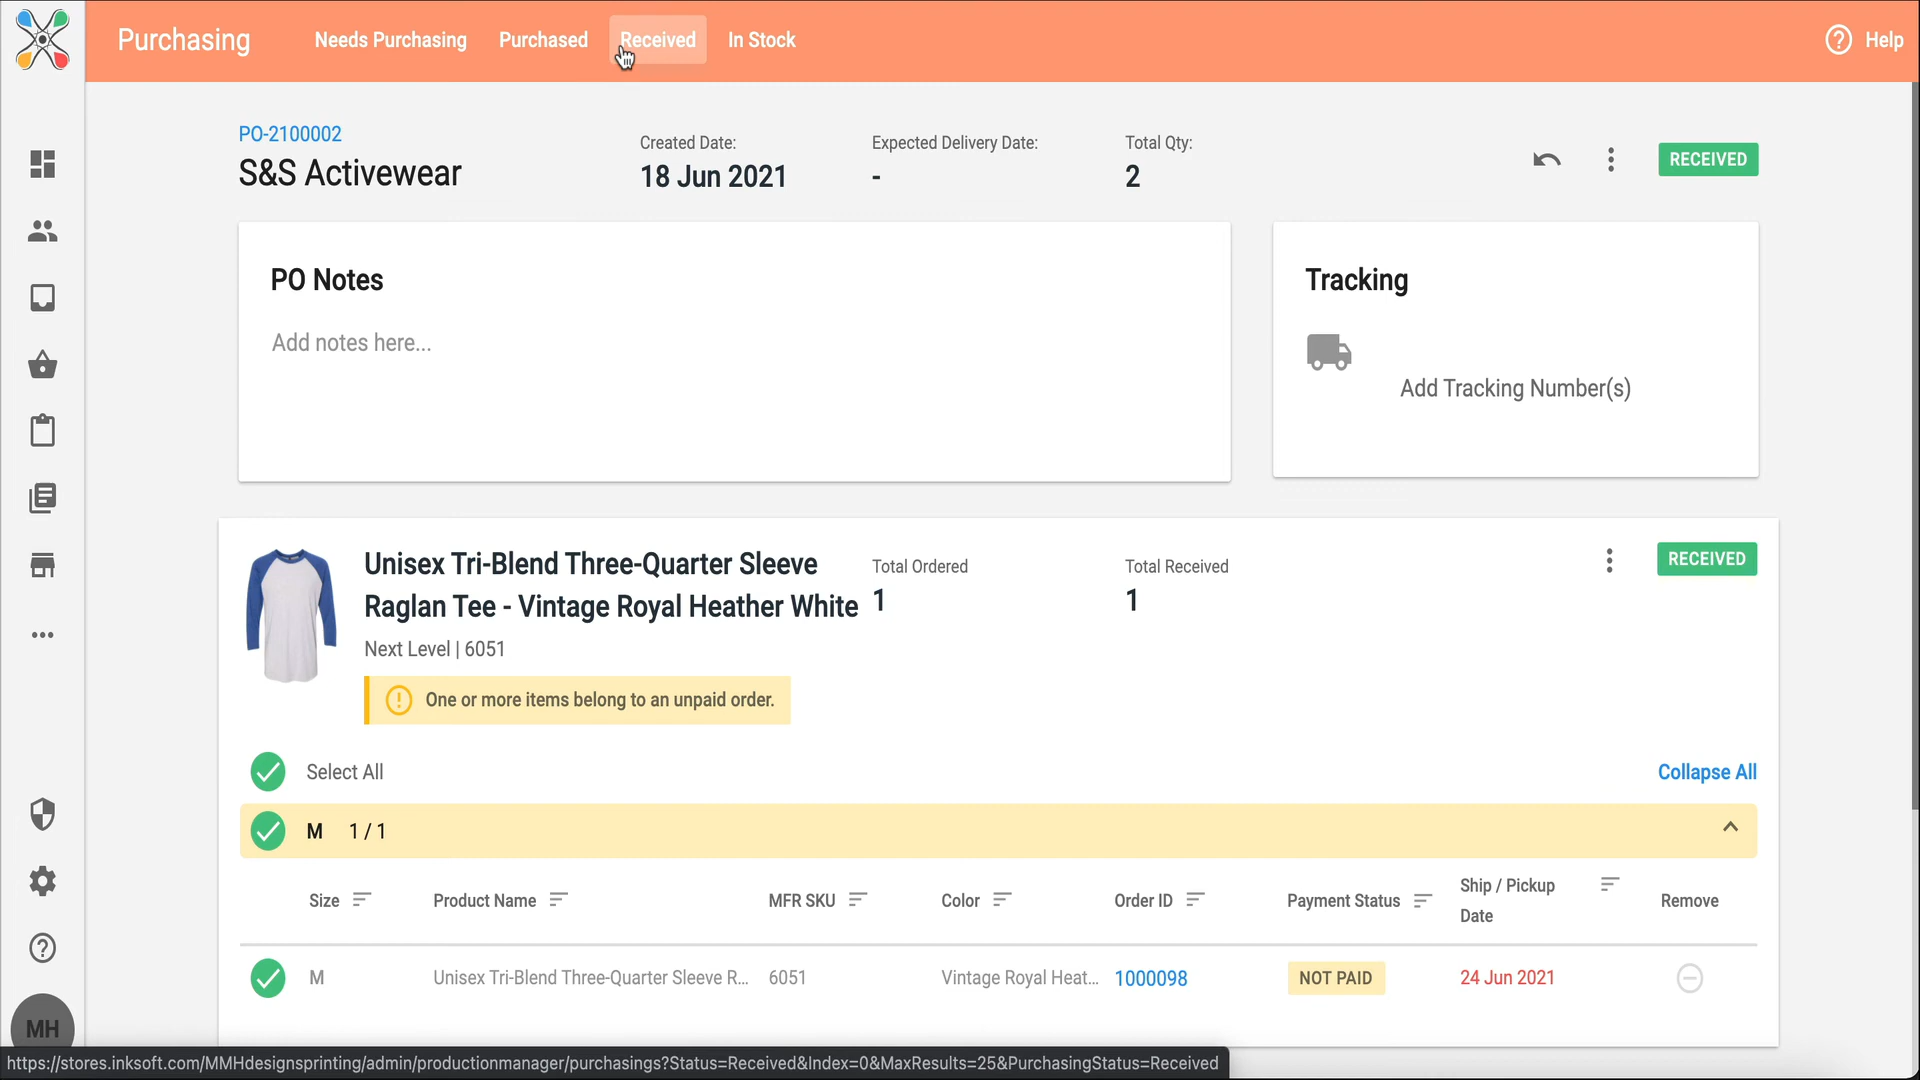 Purchasing
Needs Purchasing
Purchased
Received
In Stock
Help
PO-2100002
S&S Activewear
Created Date:
18 Jun 2021
Expected Delivery Date:
-
Total Qty:
2
RECEIVED
PO Notes
Add notes here...
Tracking
Add Tracking Number(s)
Unisex Tri-Blend Three-Quarter Sleeve
Raglan Tee - Vintage Royal Heather White
Next Level | 6051
Total Ordered
1
Total Received
1
RECEIVED
One or more items belong to an unpaid order.
Select All
Collapse All
M 1 / 1
Size
Product Name
MFR SKU
Color
Order ID
Payment Status
Ship / Pickup
Date
Remove
M
Unisex Tri-Blend Three-Quarter Sleeve R...
6051
Vintage Royal Heat...
1000098
NOT PAID
24 Jun 2021
MH
https://stores.inksoft.com/MMHdesignsprinting/admin/productionmanager/purchasings?Status=Received&Index=0&MaxResults=25&PurchasingStatus=Received